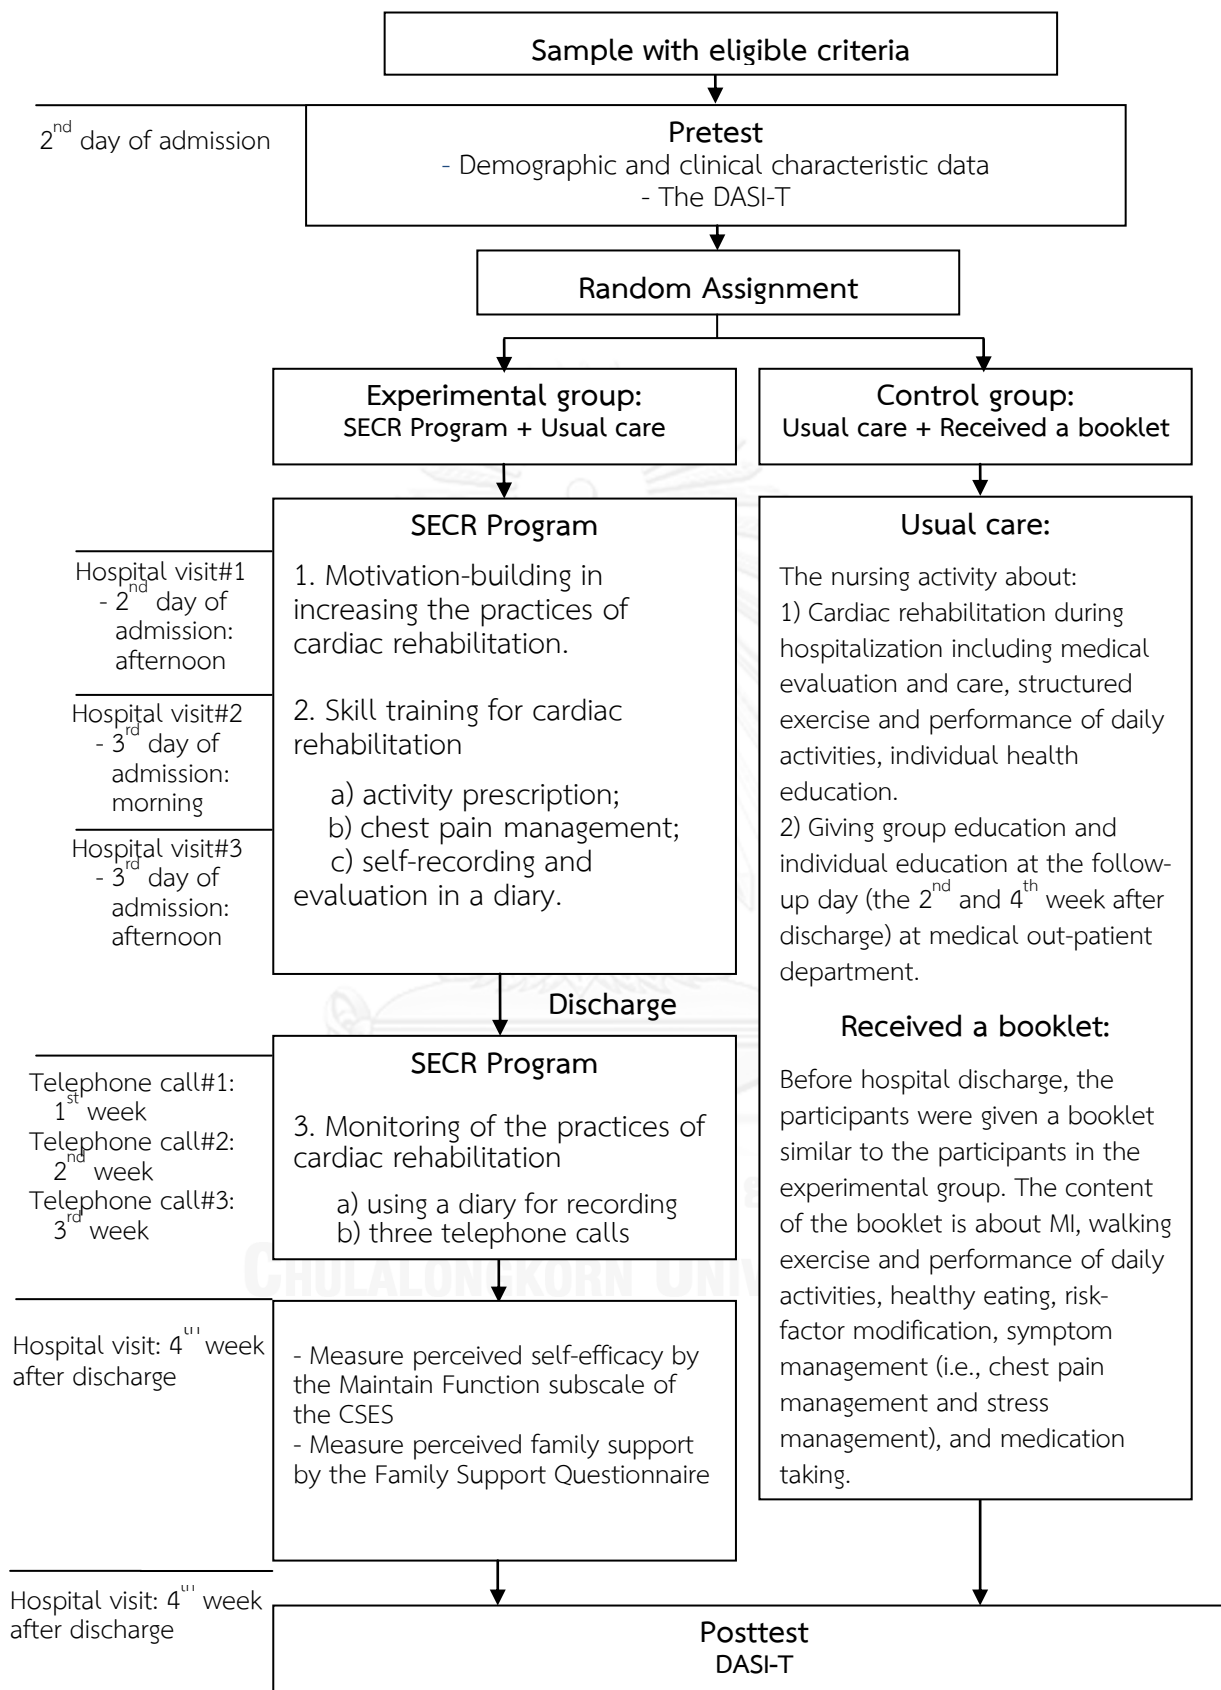 Sample with eligible criteria
2nd day of admission
Pretest
- Demographic and clinical characteristic data
- The DASI-T
Random Assignment
Experimental group:
SECR Program + Usual care
Control group:
Usual care + Received a booklet
Hospital visit#1
- 2nd day of
admission:
afternoon
Hospital visit#2
- 3rd day of
admission:
morning
Hospital visit#3
- 3rd day of
admission:
afternoon
SECR Program
1. Motivation-building in
increasing the practices of
cardiac rehabilitation.
2. Skill training for cardiac
rehabilitation
a) activity prescription;
b) chest pain management;
c) self-recording and
evaluation in a diary.
Discharge
Telephone call#1:
1st week
Telephone call#2:
2nd week
Telephone call#3:
3rd week
SECR Program
3. Monitoring of the practices of
cardiac rehabilitation
a) using a diary for recording
b) three telephone calls
Hospital visit: 4th week
after discharge
- Measure perceived self-efficacy by
the Maintain Function subscale of
the CSES
- Measure perceived family support
by the Family Support Questionnaire
Usual care:
The nursing activity about:
1) Cardiac rehabilitation during
hospitalization including medical
evaluation and care, structured
exercise and performance of daily
activities, individual health
education.
2) Giving group education and
individual education at the follow-
up day (the 2nd and 4th week after
discharge) at medical out-patient
department.
Received a booklet:
Before hospital discharge, the
participants were given a booklet
similar to the participants in the
experimental group. The content
of the booklet is about MI, walking
exercise and performance of daily
activities, healthy eating, risk-
factor modification, symptom
management (i.e., chest pain
management and stress
management), and medication
taking.
Hospital visit: 4th week
after discharge
Posttest
DASI-T
CHULALONGKORN UNIV